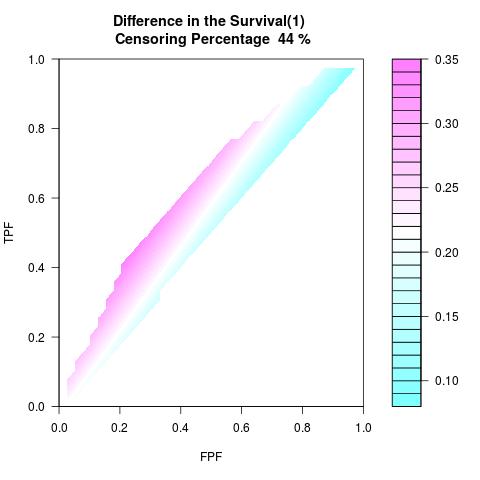 Difference in the Survival(1)
Censoring Percentage  44 %
TPF
1.0
0.8
0.6
0.4
0.2
0.0
0.0 0.2 0.4 0.6 0.8 1.0
FPF
0.35
0.30
0.25
0.20
0.15
0.10